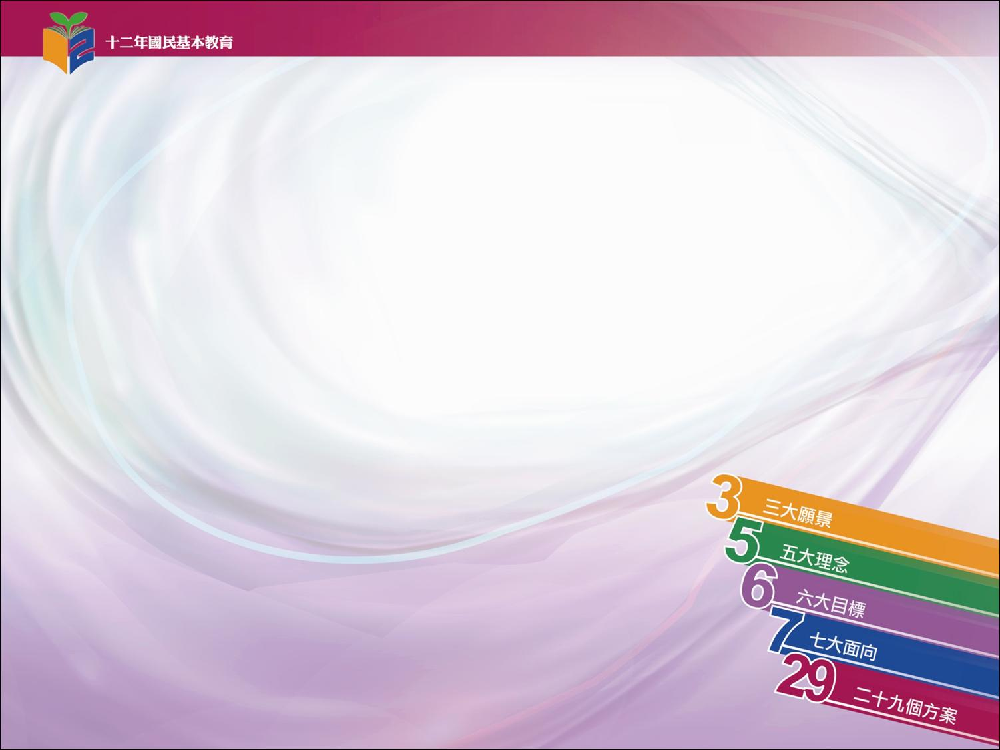 十二年國民基本教育
3 三大願景
5 五大理念
6 六大目標
7 七大面向
29 二十九個方案